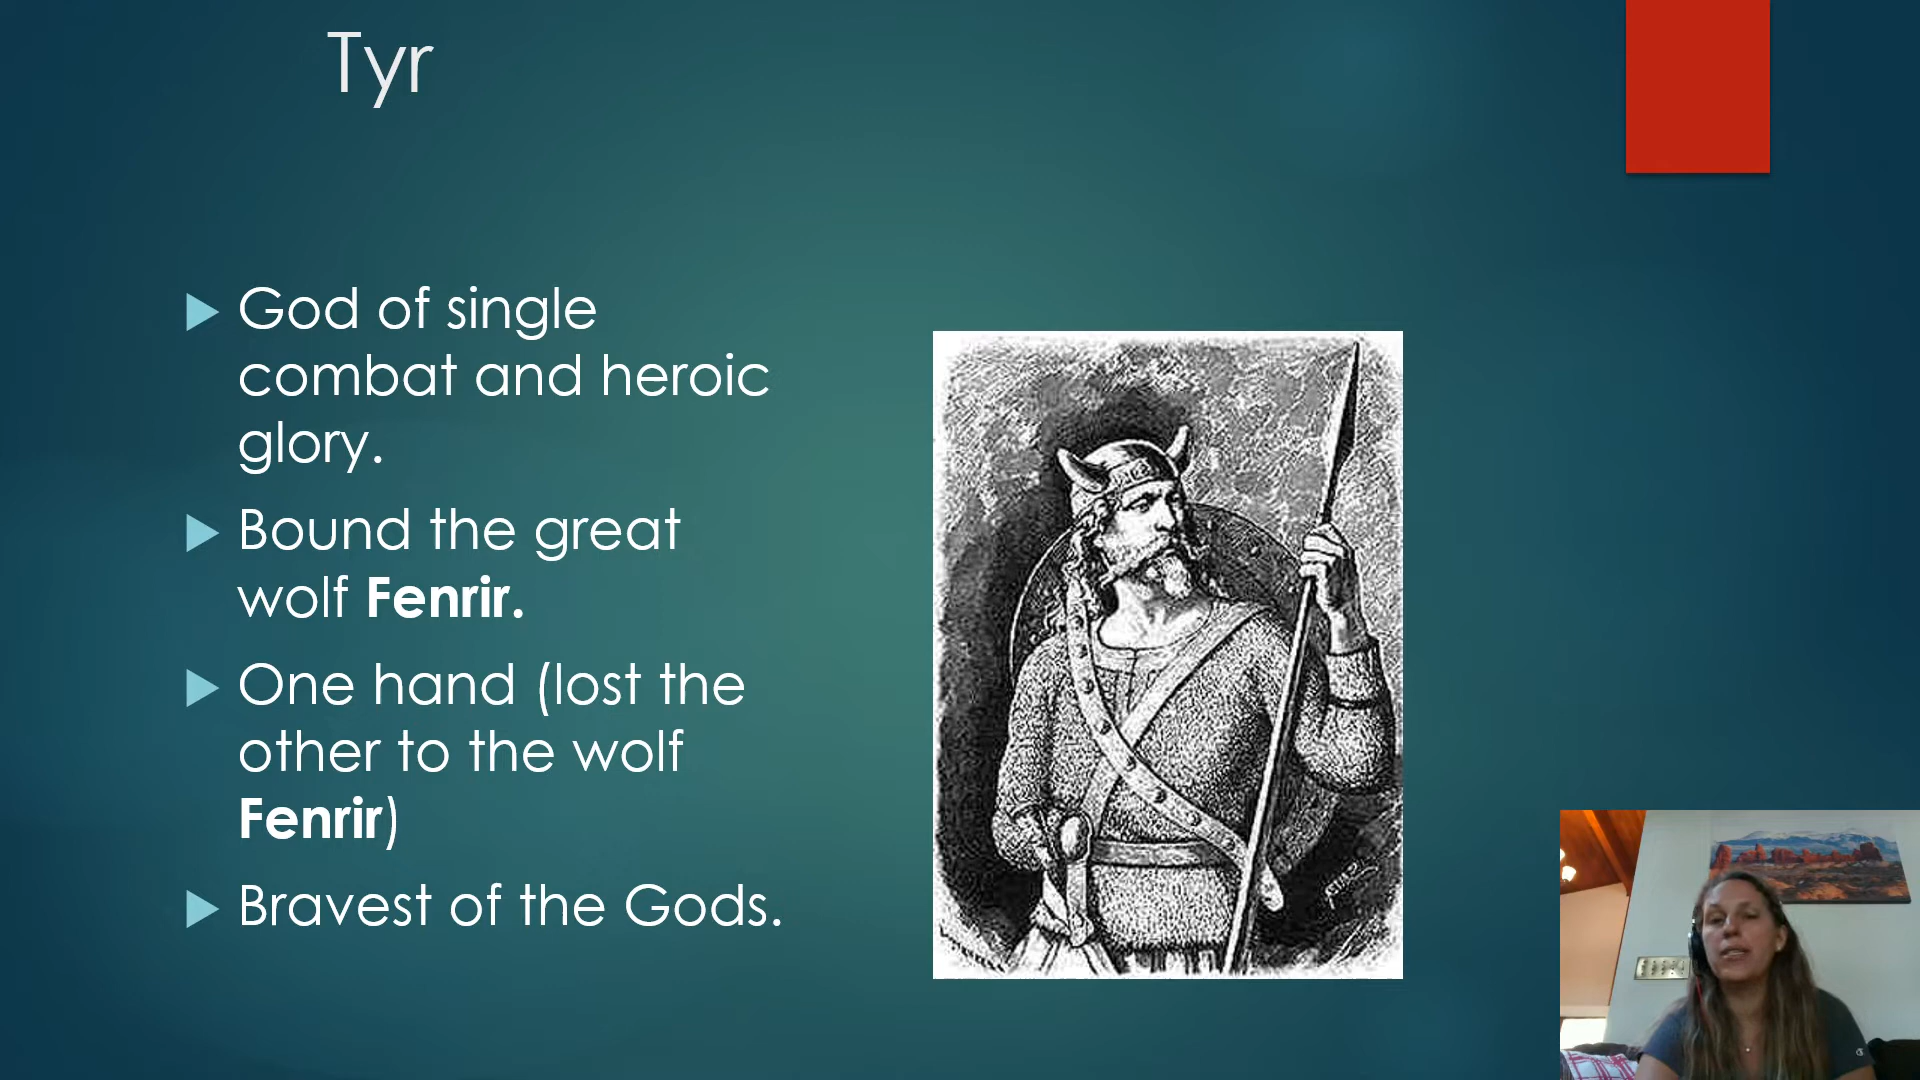 Tyr
God of single
combat and heroic
glory.
Bound the great
wolf Fenrir.
One hand (lost the
other to the wolf
Fenrir)
Bravest of the Gods.